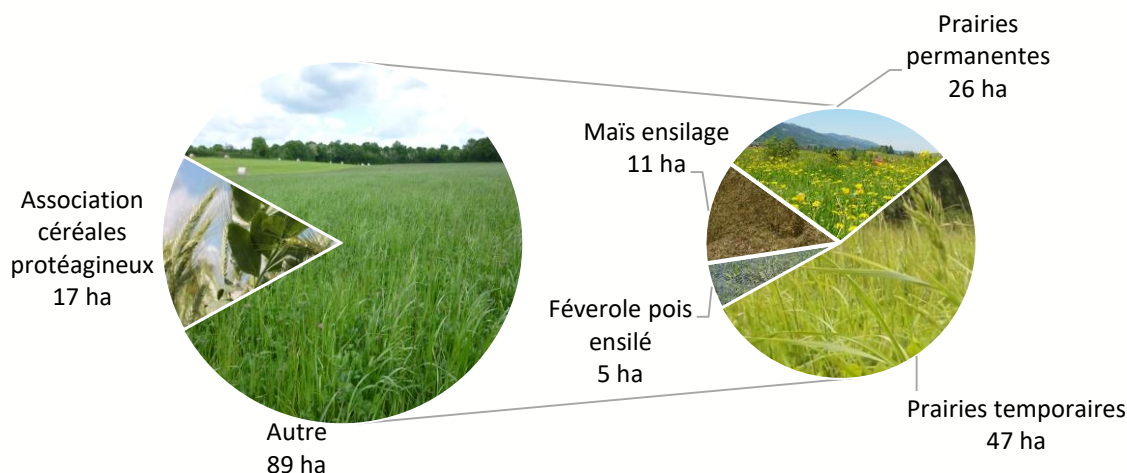 Association
céréales
protéagineux
17 ha
Autre
89 ha
Prairies
permanentes
26 ha
Maïs ensilage
11 ha
Féverole pois
ensilé
5 ha
Prairies temporaires
47 ha